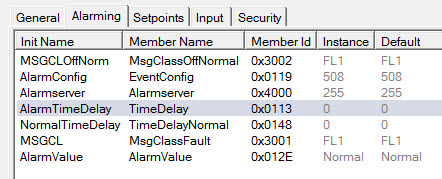 General Alarming Setpoints Input Security
Init Name Member Name Member Id Instance Default
MSGCLOffNorm MsgClassOffNormal 0x3002 FL1 FL1
AlarmConfig EventConfig 0x0119 508 508
Alarmserver Alarmserver 0x4000 255 255
AlarmTimeDelay TimeDelay 0x0113 0 0
NormalTimeDelay TimeDelayNormal 0x0148 0 0
MSGCL MsgClassFault 0x3001 FL1 FL1
AlarmValue AlarmValue 0x012E Normal Normal